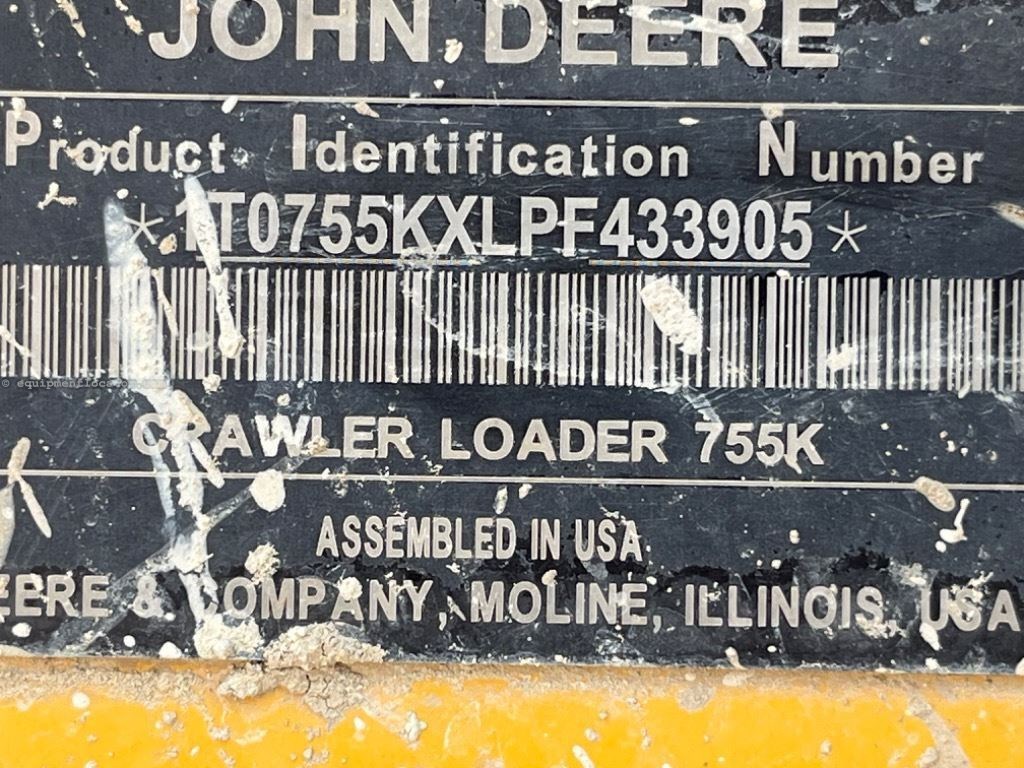 JOHN DEERE
Product Identification Number
*1T0755KXLPF433905*
CRAWLER LOADER 755K
ASSEMBLED IN USA
EERE & COMPANY, MOLINE, ILLINOIS, USA